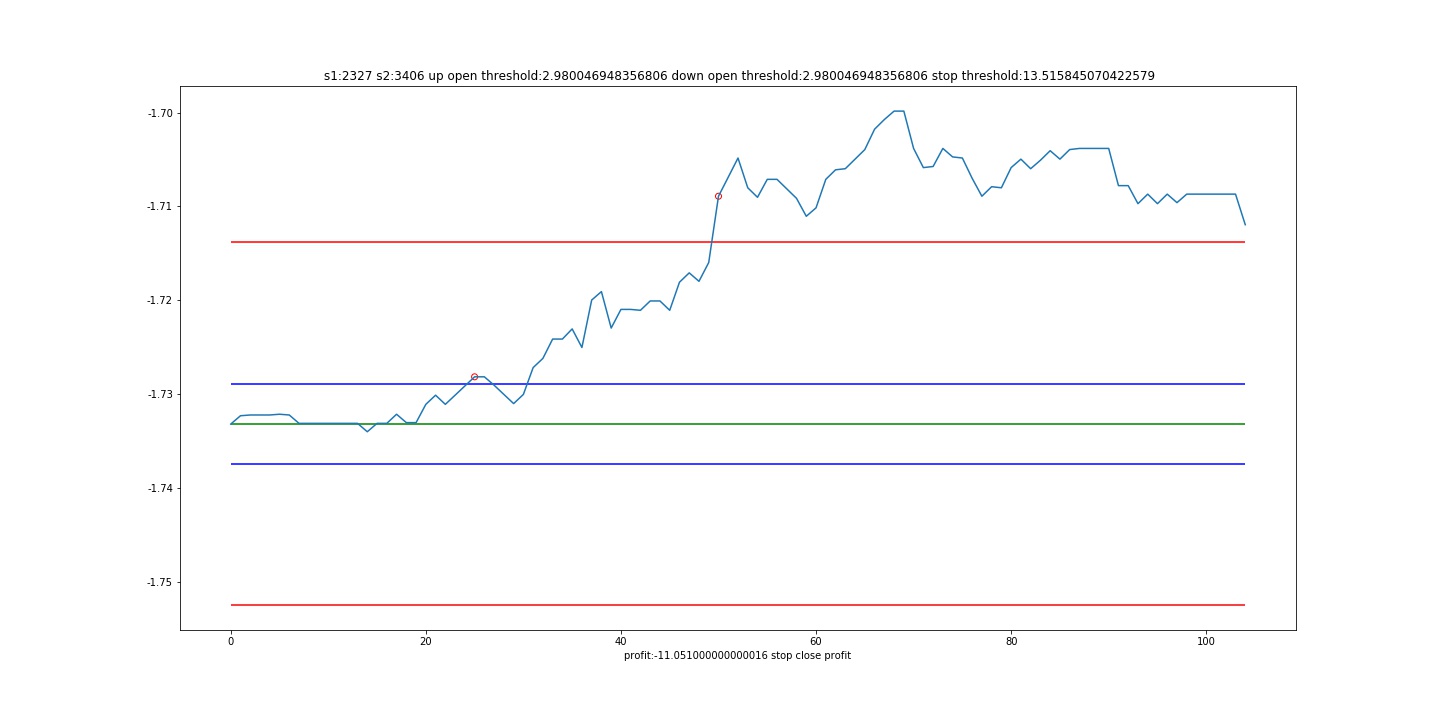 s1:2327 s2:3406 up open threshold:2.980046948356806 down open threshold:2.980046948356806 stop threshold:13.515845070422579
-1.70
-1.71
-1.72
-1.73
-1.74
-1.75
0 20 40 60 80 100
profit:-11.051000000000016 stop close profit